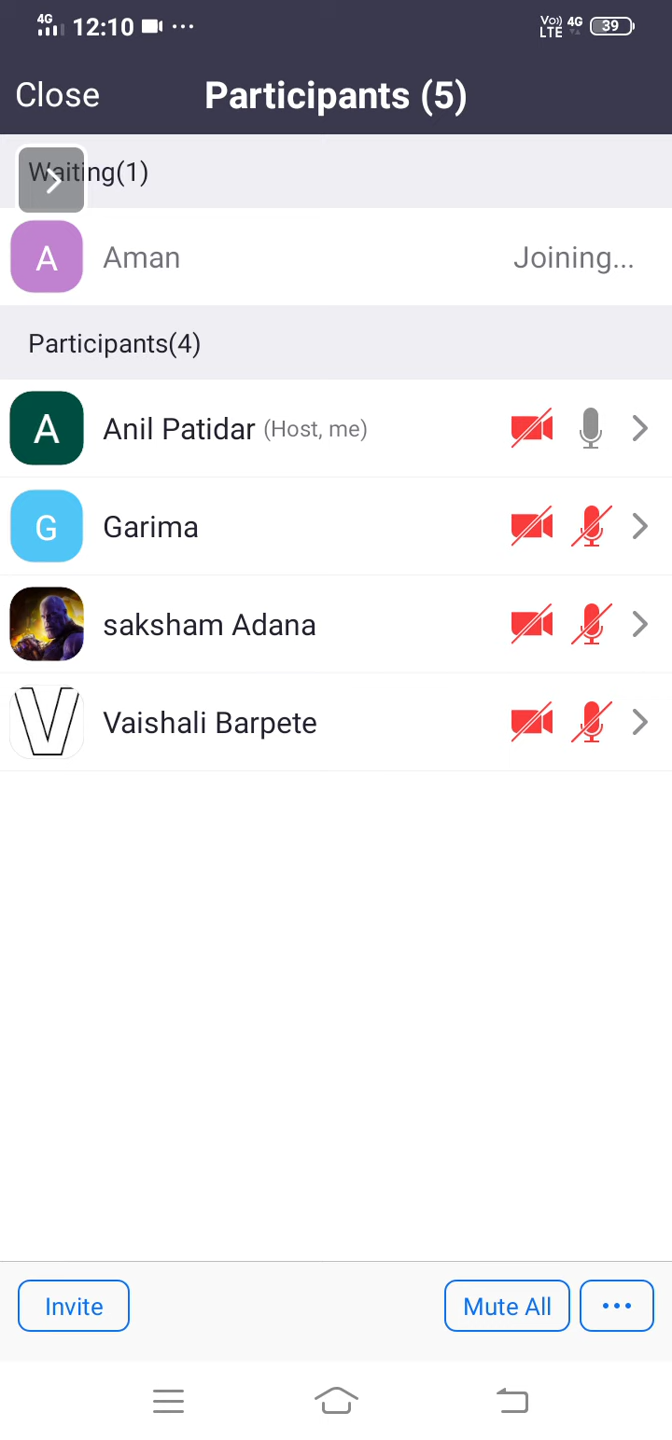 4G 12:10 ... Vo) 4G 39
LTE
Close Participants (5)
Waiting(1)
A Aman Joining...
Participants(4)
A Anil Patidar (Host, me)
G Garima
saksham Adana
V Vaishali Barpete
Invite Mute All ...